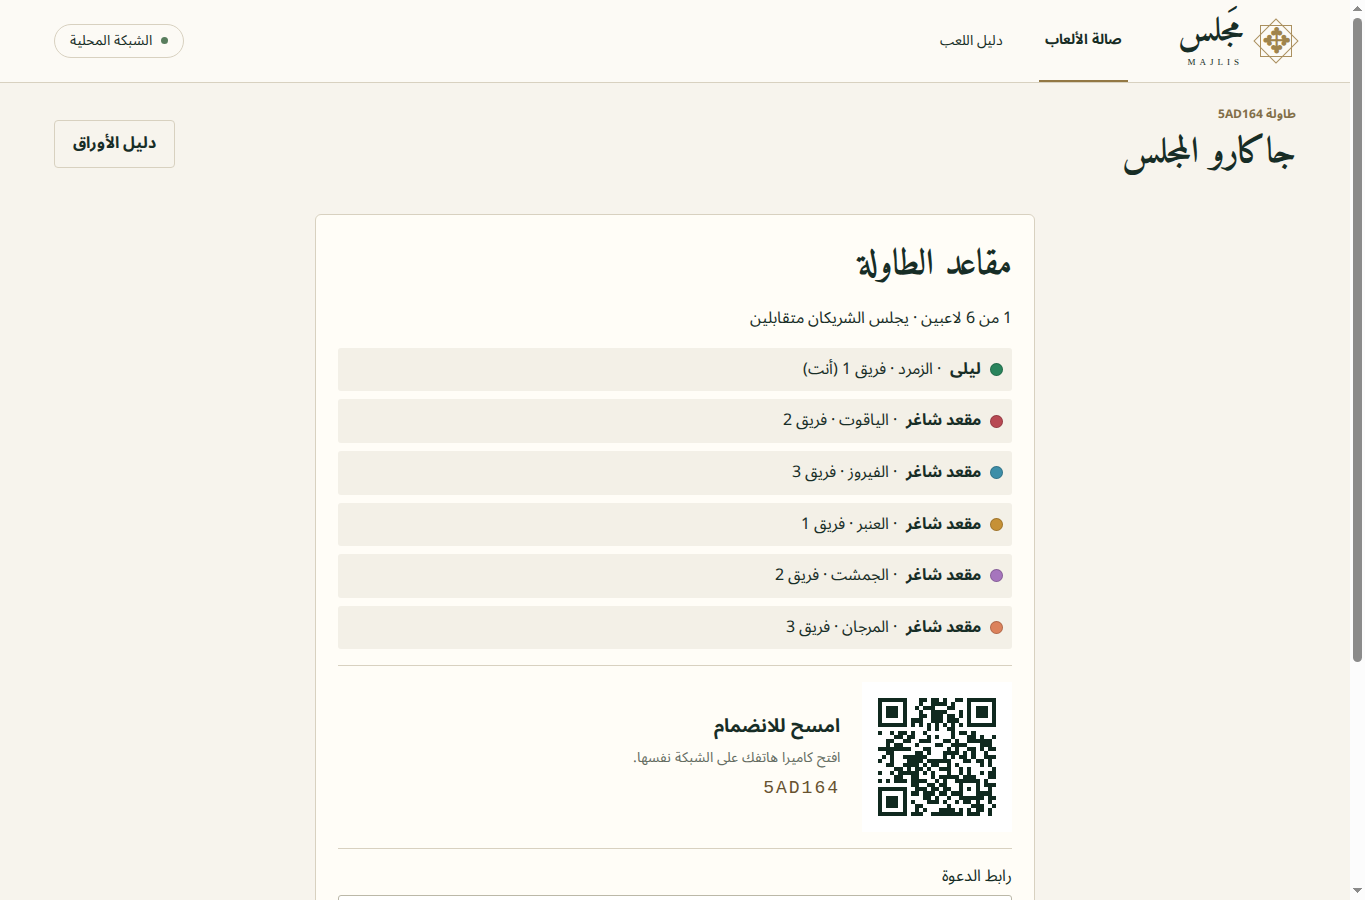 مَجلس
MAJLIS
صالة الألعاب
دليل اللعب
الشبكة المحلية
طاولة 5AD164
جاكارو المجلس
دليل الأوراق
مقاعد الطاولة
1 من 6 لاعبين · يجلس الشريكان متقابلين
ليلى · الزمرد · فريق 1 (أنت)
مقعد شاغر · الياقوت · فريق 2
مقعد شاغر · الفيروز · فريق 3
مقعد شاغر · العنبر · فريق 1
مقعد شاغر · الجمشت · فريق 2
مقعد شاغر · المرجان · فريق 3
امسح للانضمام
افتح كاميرا هاتفك على الشبكة نفسها.
5AD164
رابط الدعوة